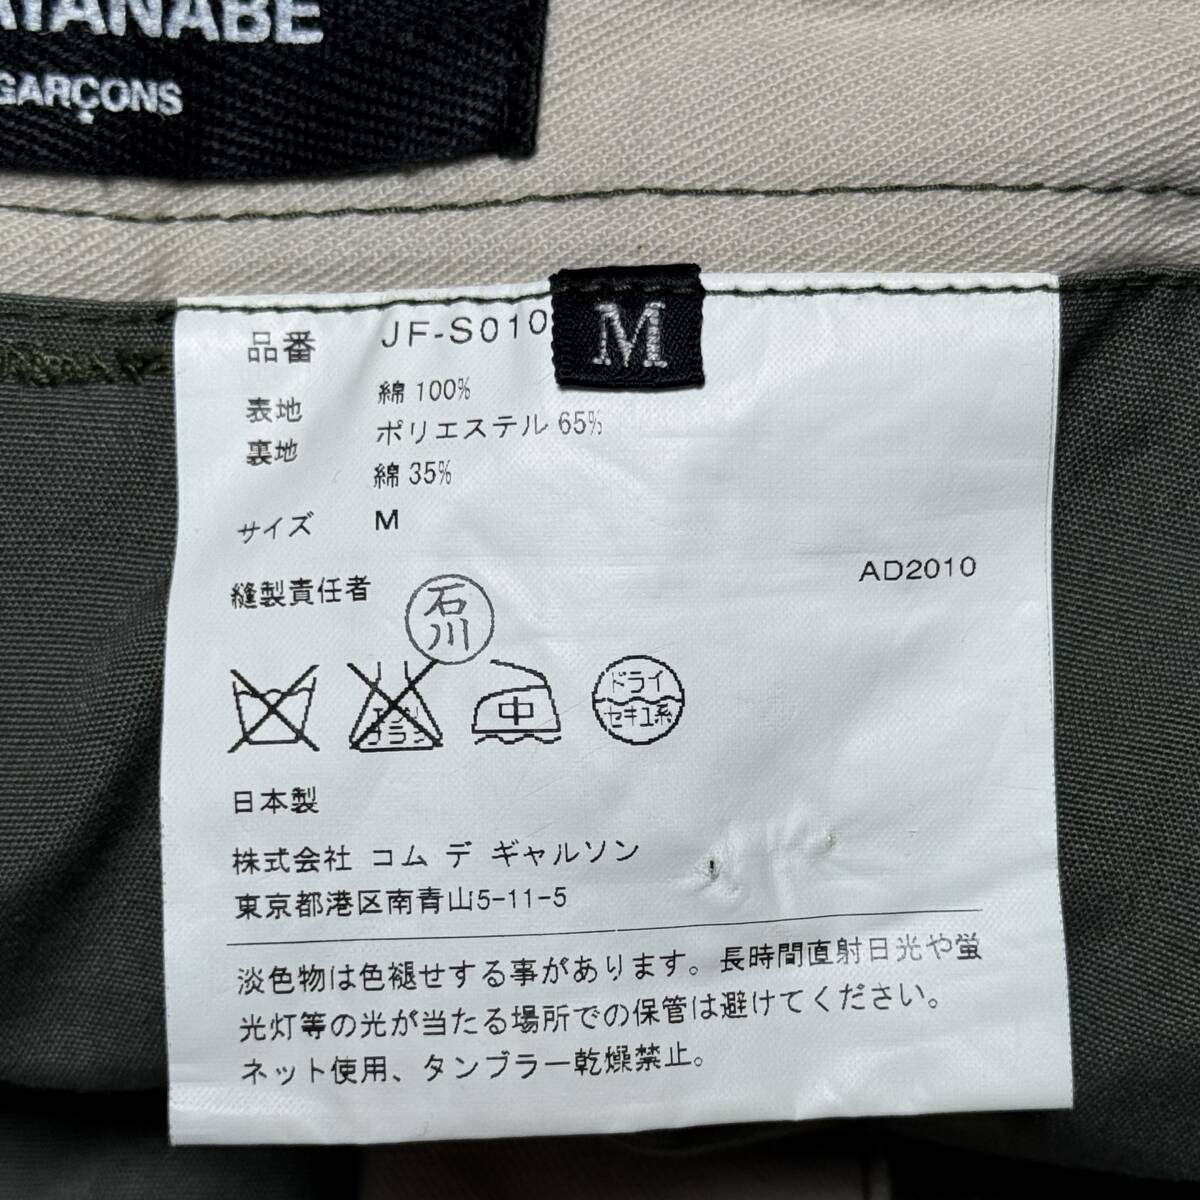 ATANABE
GARÇONS
M
品番 JF-S010
表地 綿 100%
裏地 ポリエステル 65%
綿 35%
サイズ M
AD2010
縫製責任者 石川
エンソ
サラシ
中
ドライ
セキユ系
日本製
株式会社 コム デ ギャルソン
東京都港区南青山5-11-5
淡色物は色褪せする事があります。長時間直射日光や蛍
光灯等の光が当たる場所での保管は避けてください。
ネット使用、タンブラー乾燥禁止。